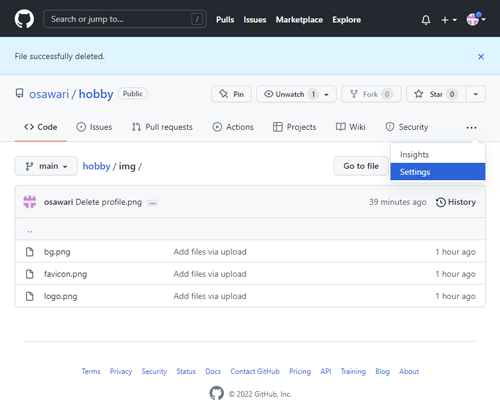 Search or jump to... /
Pulls Issues Marketplace Explore
File successfully deleted.
osawari / hobby Public
Pin Unwatch 1 Fork 0 Star 0
Code Issues Pull requests Actions Projects Wiki Security
Insights
Settings
main hobby / img / Go to file
osawari Delete profile.png 39 minutes ago History
..
bg.png Add files via upload 1 hour ago
favicon.png Add files via upload 1 hour ago
logo.png Add files via upload 1 hour ago
Terms Privacy Security Status Docs Contact GitHub Pricing API Training Blog About
© 2022 GitHub, Inc.